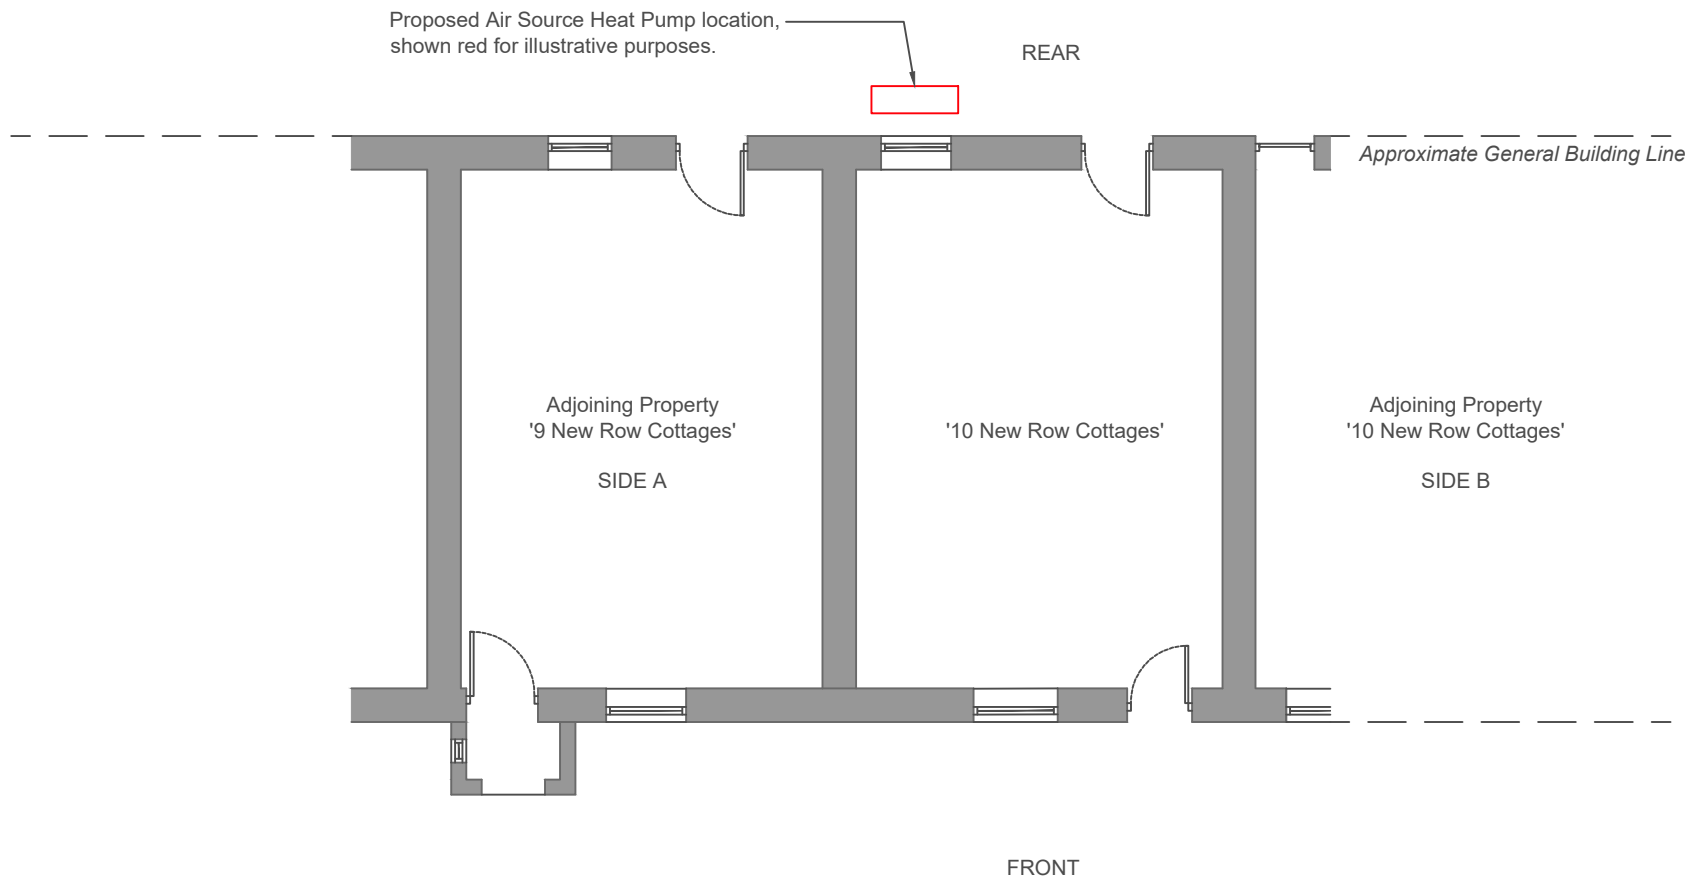 Proposed Air Source Heat Pump location,
shown red for illustrative purposes.
REAR
Approximate General Building Line
Adjoining Property
'9 New Row Cottages'
SIDE A
'10 New Row Cottages'
Adjoining Property
'10 New Row Cottages'
SIDE B
FRONT